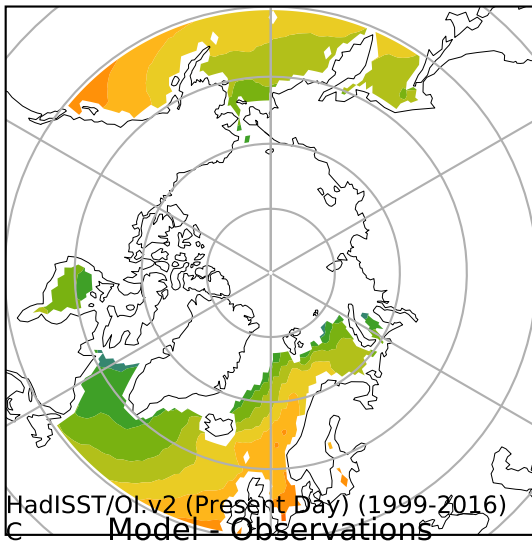 HadISST/OI.v2 (Present Day) (1999-2016)
C Model - Observations